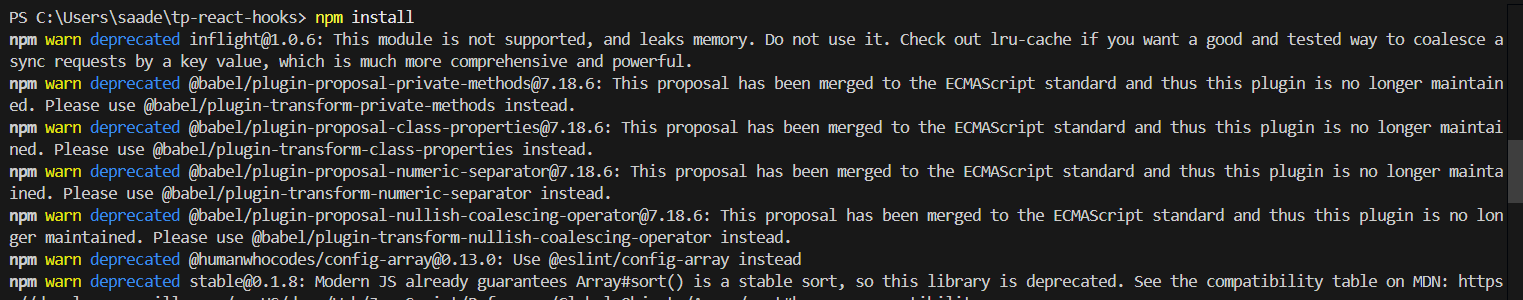 PS C:\Users\saade\tp-react-hooks> npm install
npm warn deprecated inflight@1.0.6: This module is not supported, and leaks memory. Do not use it. Check out lru-cache if you want a good and tested way to coalesce a
sync requests by a key value, which is much more comprehensive and powerful.
npm warn deprecated @babel/plugin-proposal-private-methods@7.18.6: This proposal has been merged to the ECMAScript standard and thus this plugin is no longer maintain
ed. Please use @babel/plugin-transform-private-methods instead.
npm warn deprecated @babel/plugin-proposal-class-properties@7.18.6: This proposal has been merged to the ECMAScript standard and thus this plugin is no longer maintai
ned. Please use @babel/plugin-transform-class-properties instead.
npm warn deprecated @babel/plugin-proposal-numeric-separator@7.18.6: This proposal has been merged to the ECMAScript standard and thus this plugin is no longer mainta
ined. Please use @babel/plugin-transform-numeric-separator instead.
npm warn deprecated @babel/plugin-proposal-nullish-coalescing-operator@7.18.6: This proposal has been merged to the ECMAScript standard and thus this plugin is no lon
ger maintained. Please use @babel/plugin-transform-nullish-coalescing-operator instead.
npm warn deprecated @humanwhocodes/config-array@0.13.0: Use @eslint/config-array instead
npm warn deprecated stable@0.1.8: Modern JS already guarantees Array#sort() is a stable sort, so this library is deprecated. See the compatibility table on MDN: https